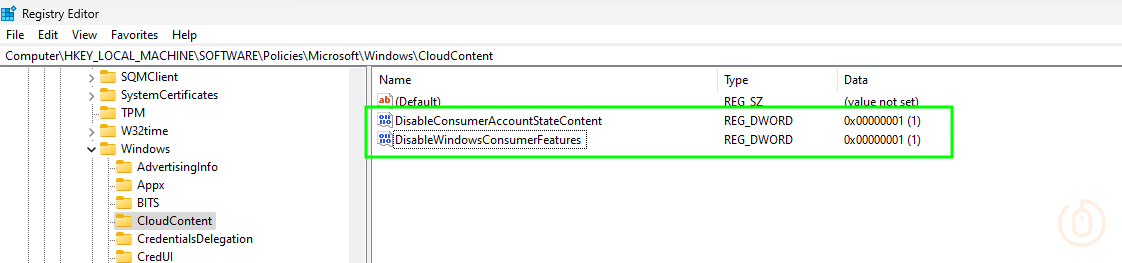 Registry Editor
File Edit View Favorites Help
Computer\HKEY_LOCAL_MACHINE\SOFTWARE\Policies\Microsoft\Windows\CloudContent
SQMClient
SystemCertificates
TPM
W32time
Windows
AdvertisingInfo
Appx
BITS
CloudContent
CredentialsDelegation
CredUI
Name Type Data
ab (Default) REG_SZ (value not set)
DisableConsumerAccountStateContent REG_DWORD 0x00000001 (1)
DisableWindowsConsumerFeatures REG_DWORD 0x00000001 (1)